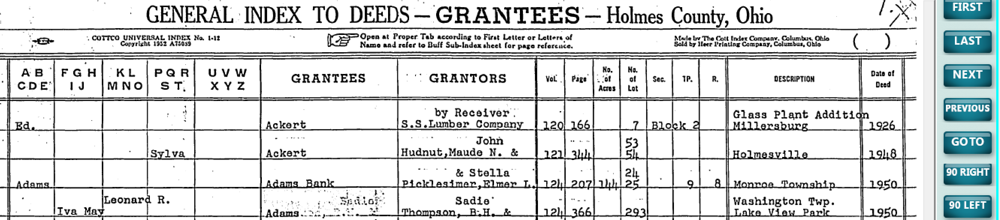 GENERAL INDEX TO DEEDS — GRANTEES — Holmes County, Ohio
COTTCO UNIVERSAL INDEX No. 1-12
Copyright 1952 A75059
Open at Proper Tab according to First Letter or Letters of
Name and refer to Buff Sub-Index sheet for page reference.
Made by The Cott Index Company, Columbus, Ohio
Sold by Heer Printing Company, Columbus, Ohio
( )
A B C D E F G H I J K L M N O P Q R S T U V W X Y Z GRANTEES GRANTORS Vol. Page No. of Acres No. of Lot Sec. TP. R. DESCRIPTION Date of Deed
by Receiver Glass Plant Addition
Ed. Ackert S.S.Lumber Company 120 166 7 Block 2 Millersburg 1926
John 53
Sylva Ackert Hudnut,Maude N. & 121 344 54 Holmesville 1948
& Stella 24
Adams Adams Bank Picklesimer,Elmer L. 124 207 144 25 9 8 Monroe Township 1950
Leonard R. Sadie Washington Twp.
Iva May Adams Thompson, B.H. & 124 366 293 Lake View Park 1950
FIRST
LAST
NEXT
PREVIOUS
GO TO
90 RIGHT
90 LEFT